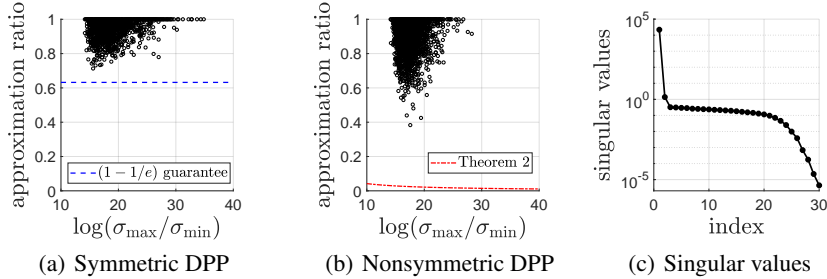 approximation ratio
1
0.8
0.6
0.4
0.2
0
(1 − 1/e) guarantee
10 20 30 40
log(σmax/σmin)
(a) Symmetric DPP
approximation ratio
1
0.8
0.6
0.4
0.2
0
Theorem 2
10 20 30 40
log(σmax/σmin)
(b) Nonsymmetric DPP
singular values
10^5
10^0
10^-5
0 10 20 30
index
(c) Singular values